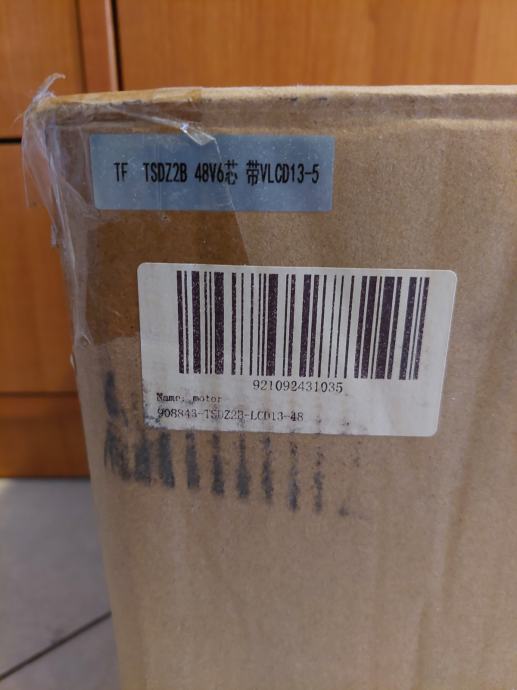 TF TSDZ2B 48V6芯 带VLCD13-5
921092431035
Name: motor
908843-TSDZ2B-LCD13-48